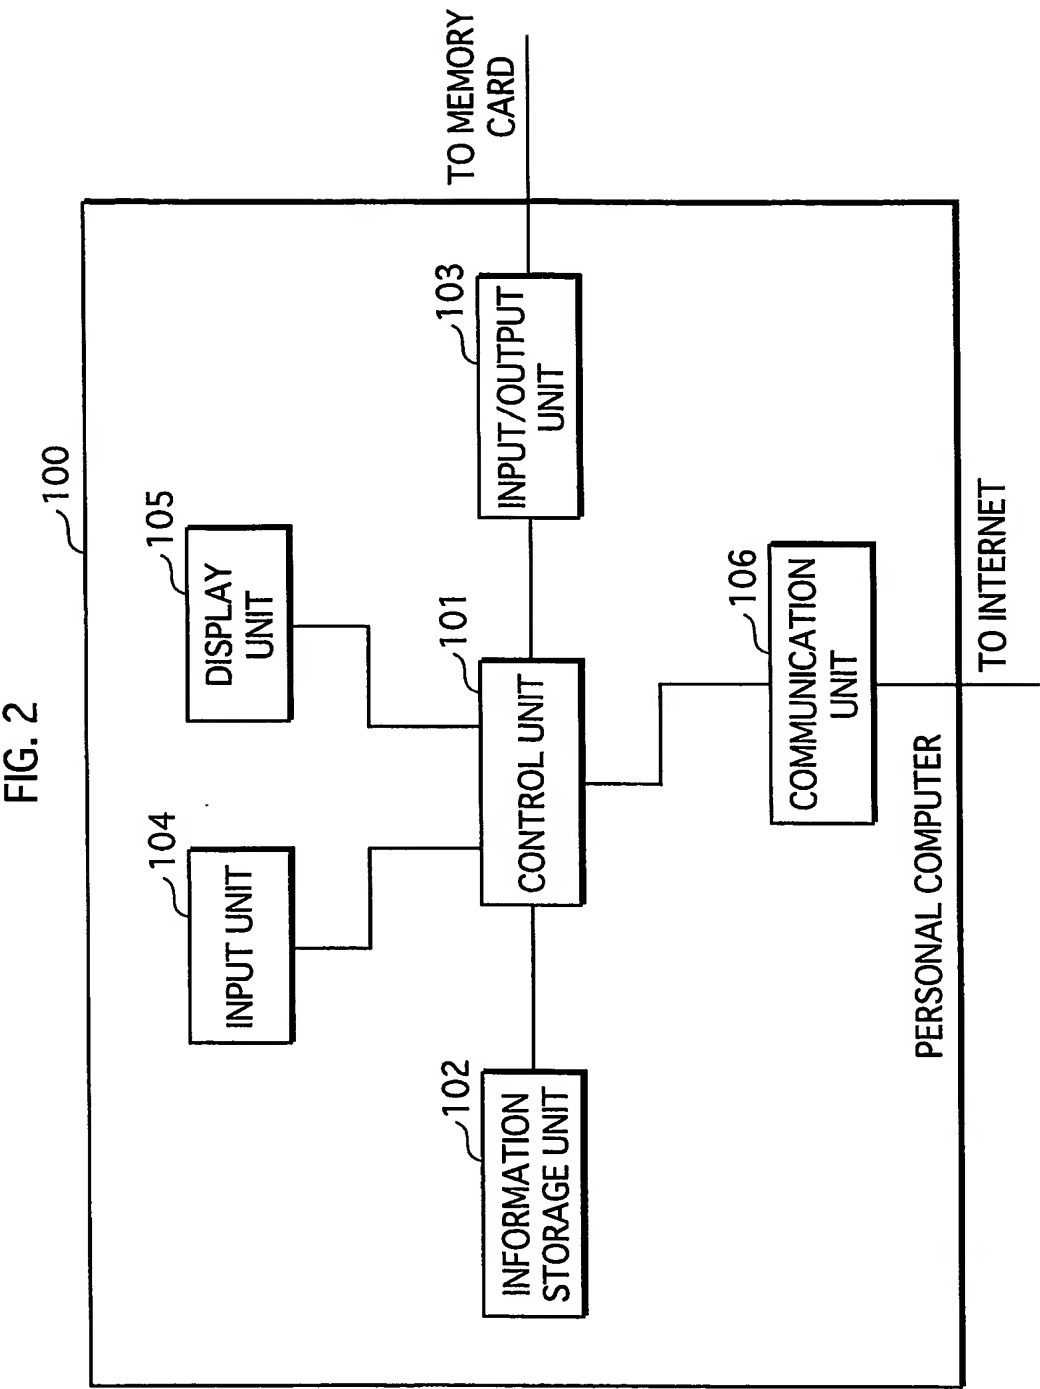 FIG. 2
100
104
INPUT UNIT
105
DISPLAY
UNIT
102
INFORMATION
STORAGE UNIT
101
CONTROL UNIT
103
INPUT/OUTPUT
UNIT
TO MEMORY
CARD
106
COMMUNICATION
UNIT
PERSONAL COMPUTER
TO INTERNET